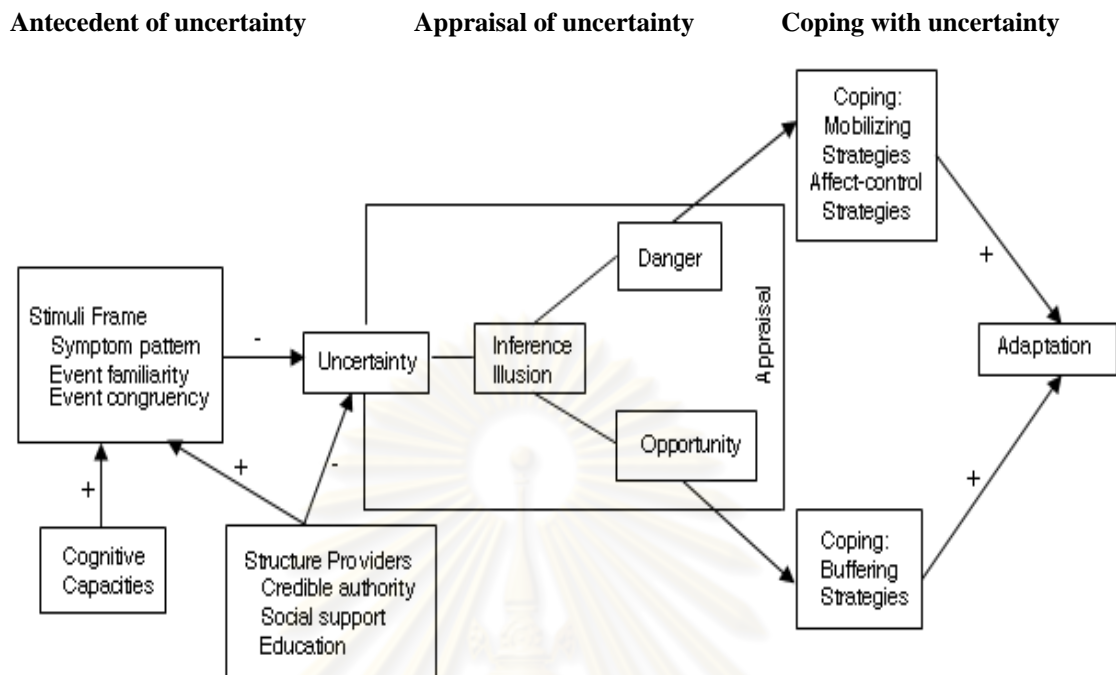 Antecedent of uncertainty Appraisal of uncertainty Coping with uncertainty
Coping:
Mobilizing
Strategies
Affect-control
Strategies
Danger
+
Appraisal
Stimuli Frame
Symptom pattern
Event familiarity
Event congruency
-
Uncertainty
Inference
Illusion
Adaptation
Opportunity
+
+
-
+
Cognitive
Capacities
Structure Providers
Credible authority
Social support
Education
Coping:
Buffering
Strategies